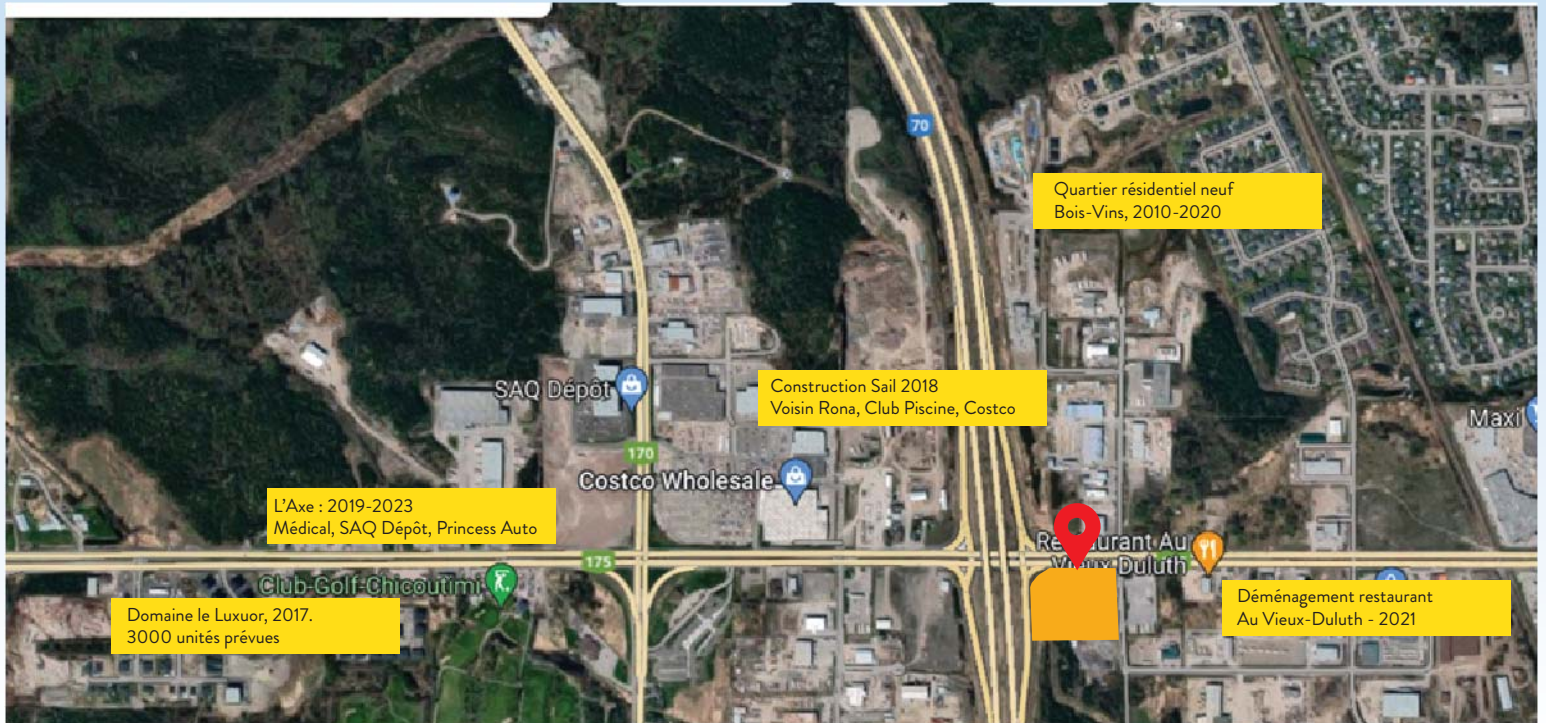 70
Quartier résidentiel neuf
Bois-Vins, 2010-2020
SAQ Dépôt
Construction Sail 2018
Voisin Rona, Club Piscine, Costco
Maxi
170
Costco Wholesale
L'Axe : 2019-2023
Médical, SAQ Dépôt, Princess Auto
Restaurant Au
Vieux Duluth
175
Club-Golf-Chicoutimi
Domaine le Luxuor, 2017.
3000 unités prévues
Déménagement restaurant
Au Vieux-Duluth - 2021